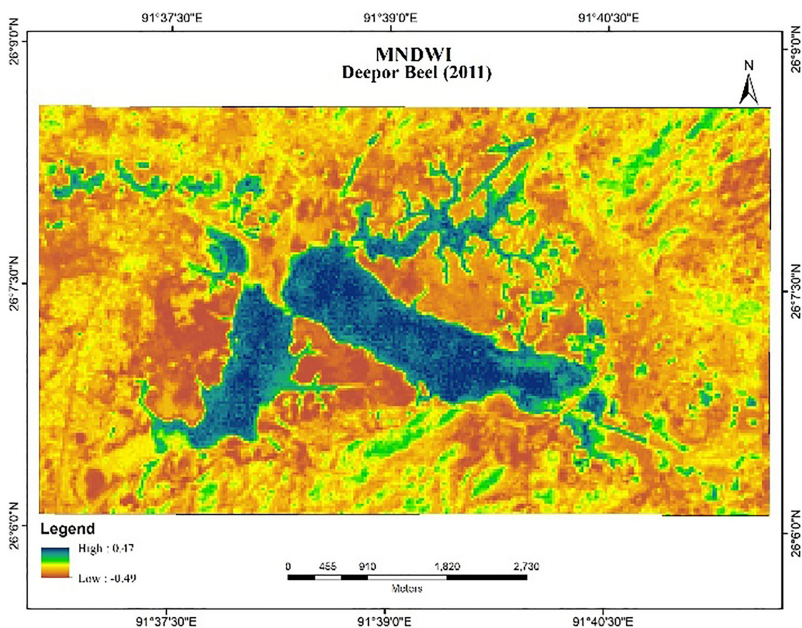 91°37'30"E 91°39'0"E 91°40'30"E
26°9'0"N 26°9'0"N
MNDWI
Deepor Beel (2011)
N
26°7'30"N 26°7'30"N
26°6'0"N 26°6'0"N
Legend
High : 0.47
Low : -0.49
0 455 910 1,820 2,730
Meters
91°37'30"E 91°39'0"E 91°40'30"E